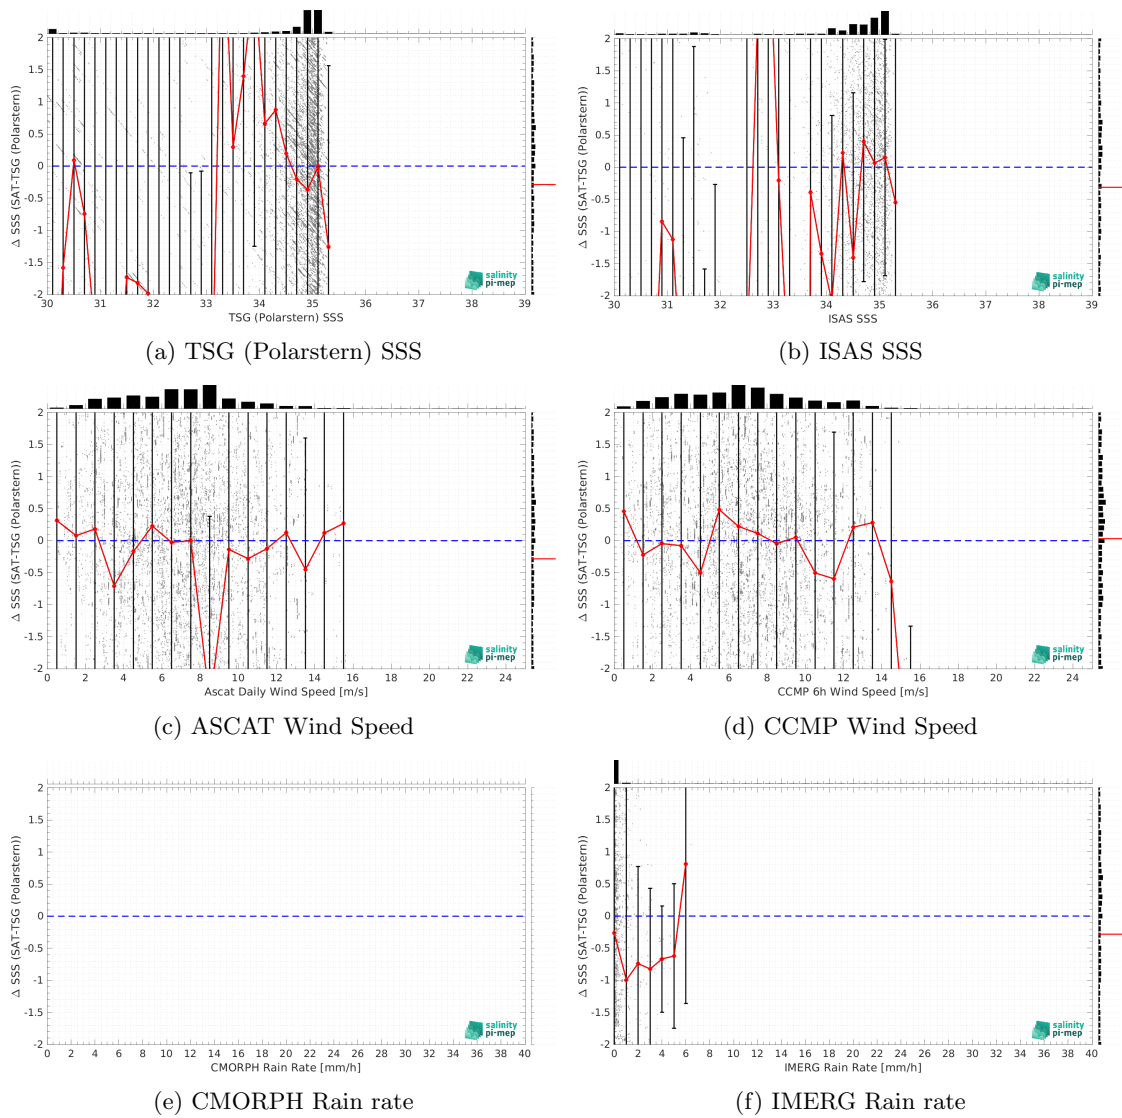 2
1.5
1
0.5
0
-0.5
-1
-1.5
-2
Δ SSS (SAT-TSG (Polarstern))
30 31 32 33 34 35 36 37 38 39
TSG (Polarstern) SSS
salinity
pi-mep
(a) TSG (Polarstern) SSS
2
1.5
1
0.5
0
-0.5
-1
-1.5
-2
Δ SSS (SAT-TSG (Polarstern))
30 31 32 33 34 35 36 37 38 39
ISAS SSS
salinity
pi-mep
(b) ISAS SSS
2
1.5
1
0.5
0
-0.5
-1
-1.5
-2
Δ SSS (SAT-TSG (Polarstern))
0 2 4 6 8 10 12 14 16 18 20 22 24
Ascat Daily Wind Speed [m/s]
salinity
pi-mep
(c) ASCAT Wind Speed
2
1.5
1
0.5
0
-0.5
-1
-1.5
-2
Δ SSS (SAT-TSG (Polarstern))
0 2 4 6 8 10 12 14 16 18 20 22 24
CCMP 6h Wind Speed [m/s]
salinity
pi-mep
(d) CCMP Wind Speed
2
1.5
1
0.5
0
-0.5
-1
-1.5
-2
Δ SSS (SAT-TSG (Polarstern))
0 2 4 6 8 10 12 14 16 18 20 22 24 26 28 30 32 34 36 38 40
CMORPH Rain Rate [mm/h]
salinity
pi-mep
(e) CMORPH Rain rate
2
1.5
1
0.5
0
-0.5
-1
-1.5
-2
Δ SSS (SAT-TSG (Polarstern))
0 2 4 6 8 10 12 14 16 18 20 22 24 26 28 30 32 34 36 38 40
IMERG Rain Rate [mm/h]
salinity
pi-mep
(f) IMERG Rain rate